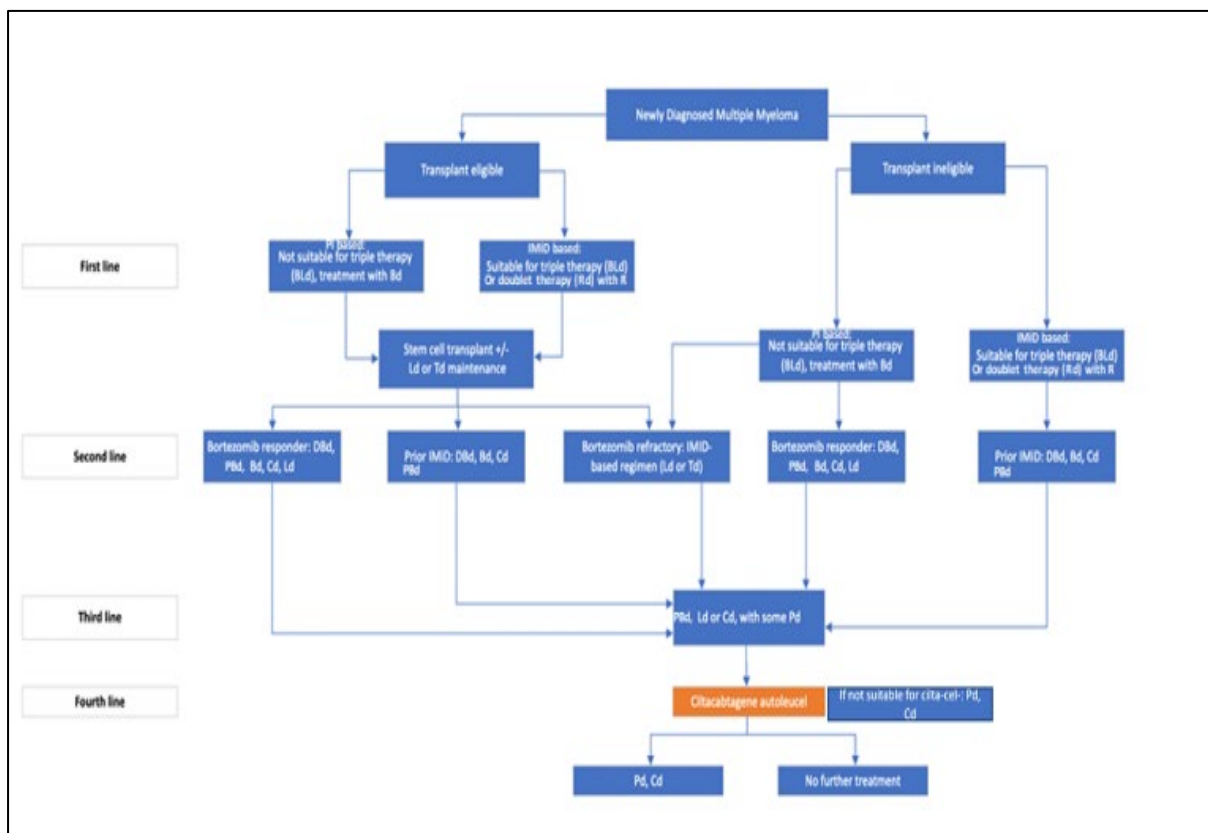 Newly Diagnosed Multiple Myeloma
Transplant eligible
Transplant ineligible
First line
PI based:
Not suitable for triple therapy
(BLd), treatment with Bd
IMiD based:
Suitable for triple therapy (BLd)
Or doublet therapy (Rd) with R
Stem cell transplant +/-
Ld or Td maintenance
PI based:
Not suitable for triple therapy
(BLd), treatment with Bd
IMiD based:
Suitable for triple therapy (BLd)
Or doublet therapy (Rd) with R
Second line
Bortezomib responder: DBd,
PBd, Bd, Cd, Ld
Prior IMiD: DBd, Bd, Cd
PBd
Bortezomib refractory: IMiD-
based regimen (Ld or Td)
Bortezomib responder: DBd,
PBd, Bd, Cd, Ld
Prior IMiD: DBd, Bd, Cd
PBd
Third line
PBd, Ld or Cd, with some Pd
Fourth line
Ciltacabtagene autoleucel
If not suitable for cilta-cel-: Pd,
Cd
Pd, Cd
No further treatment